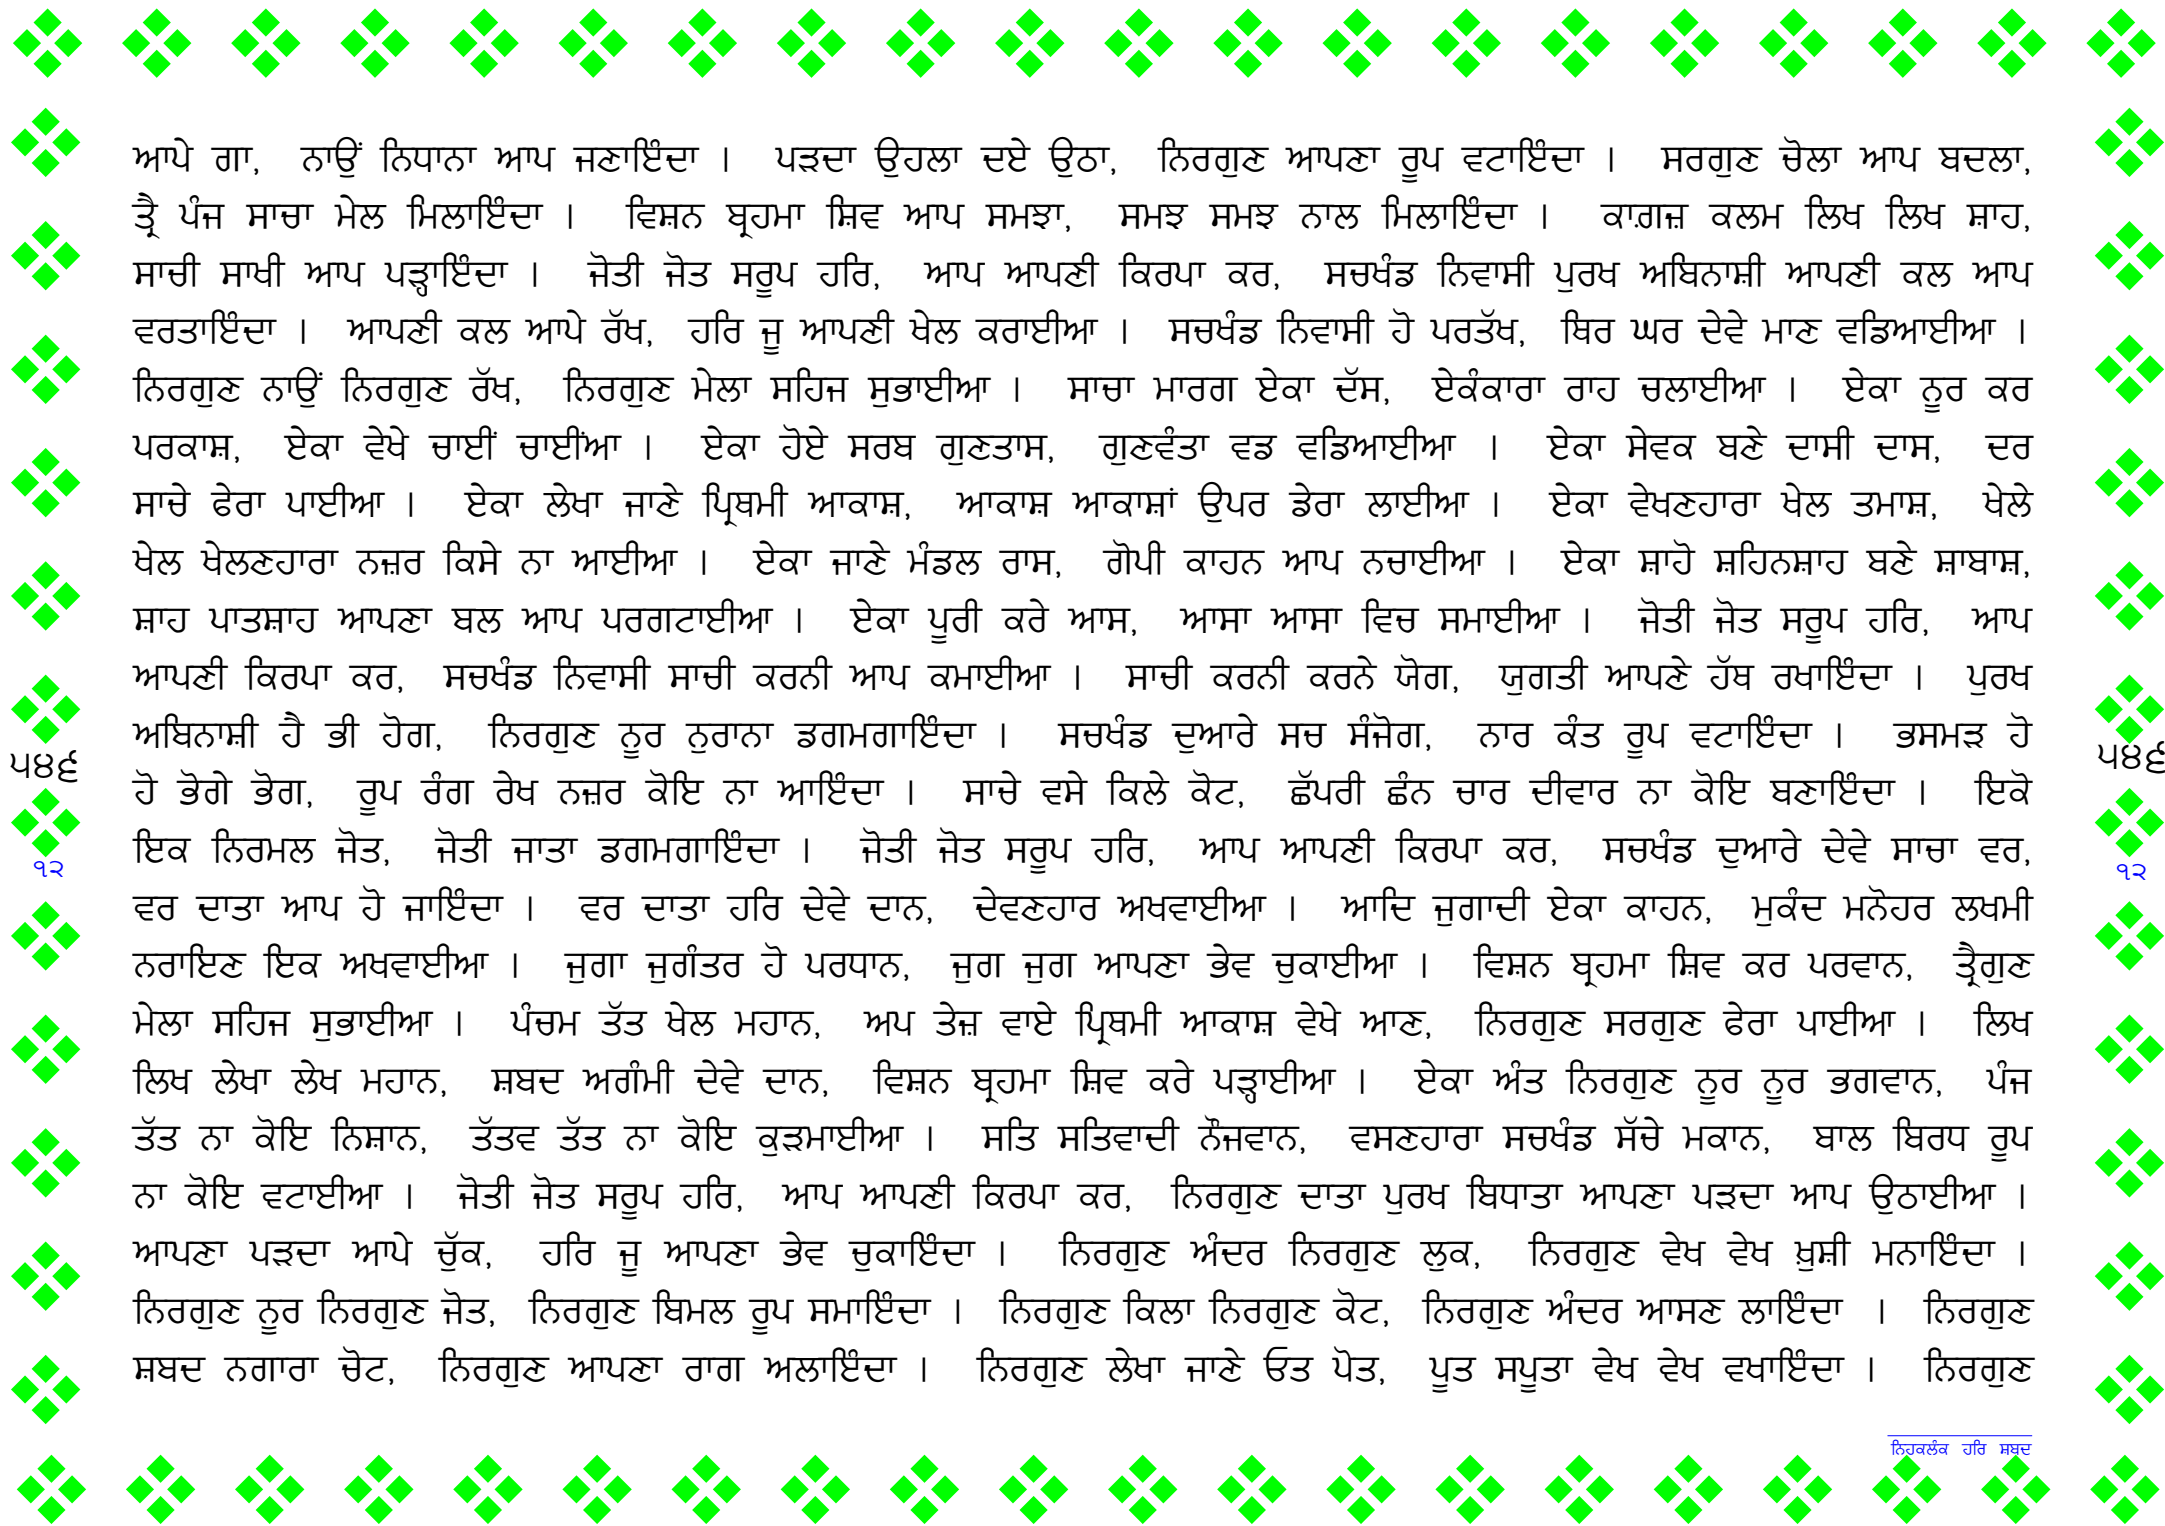 ਆਪੇ ਗਾ, ਨਾਉਂ ਨਿਧਾਨਾ ਆਪ ਜਣਾਇੰਦਾ । ਪੜਦਾ ਉਹਲਾ ਦਏ ਉਠਾ, ਨਿਰਗੁਣ ਆਪਣਾ ਰੂਪ ਵਟਾਇੰਦਾ । ਸਰਗੁਣ ਚੋਲਾ ਆਪ ਬਦਲਾ,
ਤ੍ਰੈ ਪੰਜ ਸਾਚਾ ਮੇਲ ਮਿਲਾਇੰਦਾ । ਵਿਸ਼ਨ ਬ੍ਰਹਮਾ ਸ਼ਿਵ ਆਪ ਸਮਝਾ, ਸਮਝ ਸਮਝ ਨਾਲ ਮਿਲਾਇੰਦਾ । ਕਾਗ਼ਜ਼ ਕਲਮ ਲਿਖ ਲਿਖ ਸ਼ਾਹ,
ਸਾਚੀ ਸਾਖੀ ਆਪ ਪੜ੍ਹਾਇੰਦਾ । ਜੋਤੀ ਜੋਤ ਸਰੂਪ ਹਰਿ, ਆਪ ਆਪਣੀ ਕਿਰਪਾ ਕਰ, ਸਚਖੰਡ ਨਿਵਾਸੀ ਪੁਰਖ ਅਬਿਨਾਸ਼ੀ ਆਪਣੀ ਕਲ ਆਪ
ਵਰਤਾਇੰਦਾ । ਆਪਣੀ ਕਲ ਆਪੇ ਰੱਖ, ਹਰਿ ਜੂ ਆਪਣੀ ਖੇਲ ਕਰਾਈਆ । ਸਚਖੰਡ ਨਿਵਾਸੀ ਹੋ ਪਰਤੱਖ, ਥਿਰ ਘਰ ਦੇਵੇ ਮਾਣ ਵਡਿਆਈਆ ।
ਨਿਰਗੁਣ ਨਾਉਂ ਨਿਰਗੁਣ ਰੱਖ, ਨਿਰਗੁਣ ਮੇਲਾ ਸਹਿਜ ਸੁਭਾਈਆ । ਸਾਚਾ ਮਾਰਗ ਏਕਾ ਦੱਸ, ਏਕੰਕਾਰਾ ਰਾਹ ਚਲਾਈਆ । ਏਕਾ ਨੂਰ ਕਰ
ਪਰਕਾਸ਼, ਏਕਾ ਵੇਖੇ ਚਾਈਂ ਚਾਈਂਆ । ਏਕਾ ਹੋਏ ਸਰਬ ਗੁਣਤਾਸ, ਗੁਣਵੰਤਾ ਵਡ ਵਡਿਆਈਆ । ਏਕਾ ਸੇਵਕ ਬਣੇ ਦਾਸੀ ਦਾਸ, ਦਰ
ਸਾਚੇ ਫੇਰਾ ਪਾਈਆ । ਏਕਾ ਲੇਖਾ ਜਾਣੇ ਪ੍ਰਿਥਮੀ ਆਕਾਸ਼, ਆਕਾਸ਼ ਆਕਾਸ਼ਾਂ ਉਪਰ ਡੇਰਾ ਲਾਈਆ । ਏਕਾ ਵੇਖਣਹਾਰਾ ਖੇਲ ਤਮਾਸ਼, ਖੇਲੇ
ਖੇਲ ਖੇਲਣਹਾਰਾ ਨਜ਼ਰ ਕਿਸੇ ਨਾ ਆਈਆ । ਏਕਾ ਜਾਣੇ ਮੰਡਲ ਰਾਸ, ਗੋਪੀ ਕਾਹਨ ਆਪ ਨਚਾਈਆ । ਏਕਾ ਸ਼ਾਹੋ ਸ਼ਹਿਨਸ਼ਾਹ ਬਣੇ ਸ਼ਾਬਾਸ਼,
ਸ਼ਾਹ ਪਾਤਸ਼ਾਹ ਆਪਣਾ ਬਲ ਆਪ ਪਰਗਟਾਈਆ । ਏਕਾ ਪੂਰੀ ਕਰੇ ਆਸ, ਆਸਾ ਆਸਾ ਵਿਚ ਸਮਾਈਆ । ਜੋਤੀ ਜੋਤ ਸਰੂਪ ਹਰਿ, ਆਪ
ਆਪਣੀ ਕਿਰਪਾ ਕਰ, ਸਚਖੰਡ ਨਿਵਾਸੀ ਸਾਚੀ ਕਰਨੀ ਆਪ ਕਮਾਈਆ । ਸਾਚੀ ਕਰਨੀ ਕਰਨੇ ਯੋਗ, ਯੁਗਤੀ ਆਪਣੇ ਹੱਥ ਰਖਾਇੰਦਾ । ਪੁਰਖ
ਅਬਿਨਾਸ਼ੀ ਹੈ ਭੀ ਹੋਗ, ਨਿਰਗੁਣ ਨੂਰ ਨੁਰਾਨਾ ਡਗਮਗਾਇੰਦਾ । ਸਚਖੰਡ ਦੁਆਰੇ ਸਚ ਸੰਜੋਗ, ਨਾਰ ਕੰਤ ਰੂਪ ਵਟਾਇੰਦਾ । ਭਸਮੜ ਹੋ
ਹੋ ਭੋਗੇ ਭੋਗ, ਰੂਪ ਰੰਗ ਰੇਖ ਨਜ਼ਰ ਕੋਇ ਨਾ ਆਇੰਦਾ । ਸਾਚੇ ਵਸੇ ਕਿਲੇ ਕੋਟ, ਛੱਪਰੀ ਛੰਨ ਚਾਰ ਦੀਵਾਰ ਨਾ ਕੋਇ ਬਣਾਇੰਦਾ । ਇਕੋ
ਇਕ ਨਿਰਮਲ ਜੋਤ, ਜੋਤੀ ਜਾਤਾ ਡਗਮਗਾਇੰਦਾ । ਜੋਤੀ ਜੋਤ ਸਰੂਪ ਹਰਿ, ਆਪ ਆਪਣੀ ਕਿਰਪਾ ਕਰ, ਸਚਖੰਡ ਦੁਆਰੇ ਦੇਵੇ ਸਾਚਾ ਵਰ,
ਵਰ ਦਾਤਾ ਆਪ ਹੋ ਜਾਇੰਦਾ । ਵਰ ਦਾਤਾ ਹਰਿ ਦੇਵੇ ਦਾਨ, ਦੇਵਣਹਾਰ ਅਖਵਾਈਆ । ਆਦਿ ਜੁਗਾਦੀ ਏਕਾ ਕਾਹਨ, ਮੁਕੰਦ ਮਨੋਹਰ ਲਖਮੀ
ਨਰਾਇਣ ਇਕ ਅਖਵਾਈਆ । ਜੁਗਾ ਜੁਗੰਤਰ ਹੋ ਪਰਧਾਨ, ਜੁਗ ਜੁਗ ਆਪਣਾ ਭੇਵ ਚੁਕਾਈਆ । ਵਿਸ਼ਨ ਬ੍ਰਹਮਾ ਸ਼ਿਵ ਕਰ ਪਰਵਾਨ, ਤ੍ਰੈਗੁਣ
ਮੇਲਾ ਸਹਿਜ ਸੁਭਾਈਆ । ਪੰਚਮ ਤੱਤ ਖੇਲ ਮਹਾਨ, ਅਪ ਤੇਜ਼ ਵਾਏ ਪ੍ਰਿਥਮੀ ਆਕਾਸ਼ ਵੇਖੇ ਆਣ, ਨਿਰਗੁਣ ਸਰਗੁਣ ਫੇਰਾ ਪਾਈਆ । ਲਿਖ
ਲਿਖ ਲੇਖਾ ਲੇਖ ਮਹਾਨ, ਸ਼ਬਦ ਅਗੰਮੀ ਦੇਵੇ ਦਾਨ, ਵਿਸ਼ਨ ਬ੍ਰਹਮਾ ਸ਼ਿਵ ਕਰੇ ਪੜ੍ਹਾਈਆ । ਏਕਾ ਅੰਤ ਨਿਰਗੁਣ ਨੂਰ ਨੂਰ ਭਗਵਾਨ, ਪੰਜ
ਤੱਤ ਨਾ ਕੋਇ ਨਿਸ਼ਾਨ, ਤੱਤਵ ਤੱਤ ਨਾ ਕੋਇ ਕੁੜਮਾਈਆ । ਸਤਿ ਸਤਿਵਾਦੀ ਨੌਜਵਾਨ, ਵਸਣਹਾਰਾ ਸਚਖੰਡ ਸੱਚੇ ਮਕਾਨ, ਬਾਲ ਬਿਰਧ ਰੂਪ
ਨਾ ਕੋਇ ਵਟਾਈਆ । ਜੋਤੀ ਜੋਤ ਸਰੂਪ ਹਰਿ, ਆਪ ਆਪਣੀ ਕਿਰਪਾ ਕਰ, ਨਿਰਗੁਣ ਦਾਤਾ ਪੁਰਖ ਬਿਧਾਤਾ ਆਪਣਾ ਪੜਦਾ ਆਪ ਉਠਾਈਆ ।
ਆਪਣਾ ਪੜਦਾ ਆਪੇ ਚੁੱਕ, ਹਰਿ ਜੂ ਆਪਣਾ ਭੇਵ ਚੁਕਾਇੰਦਾ । ਨਿਰਗੁਣ ਅੰਦਰ ਨਿਰਗੁਣ ਲੁਕ, ਨਿਰਗੁਣ ਵੇਖ ਵੇਖ ਖ਼ੁਸ਼ੀ ਮਨਾਇੰਦਾ ।
ਨਿਰਗੁਣ ਨੂਰ ਨਿਰਗੁਣ ਜੋਤ, ਨਿਰਗੁਣ ਬਿਮਲ ਰੂਪ ਸਮਾਇੰਦਾ । ਨਿਰਗੁਣ ਕਿਲਾ ਨਿਰਗੁਣ ਕੋਟ, ਨਿਰਗੁਣ ਅੰਦਰ ਆਸਣ ਲਾਇੰਦਾ । ਨਿਰਗੁਣ
ਸ਼ਬਦ ਨਗਾਰਾ ਚੋਟ, ਨਿਰਗੁਣ ਆਪਣਾ ਰਾਗ ਅਲਾਇੰਦਾ । ਨਿਰਗੁਣ ਲੇਖਾ ਜਾਣੇ ਓਤ ਪੋਤ, ਪੂਤ ਸਪੂਤਾ ਵੇਖ ਵੇਖ ਵਖਾਇੰਦਾ । ਨਿਰਗੁਣ
੫੪੬
੧੨
੫੪੬
੧੨
ਨਿਹਕਲੰਕ ਹਰਿ ਸ਼ਬਦ